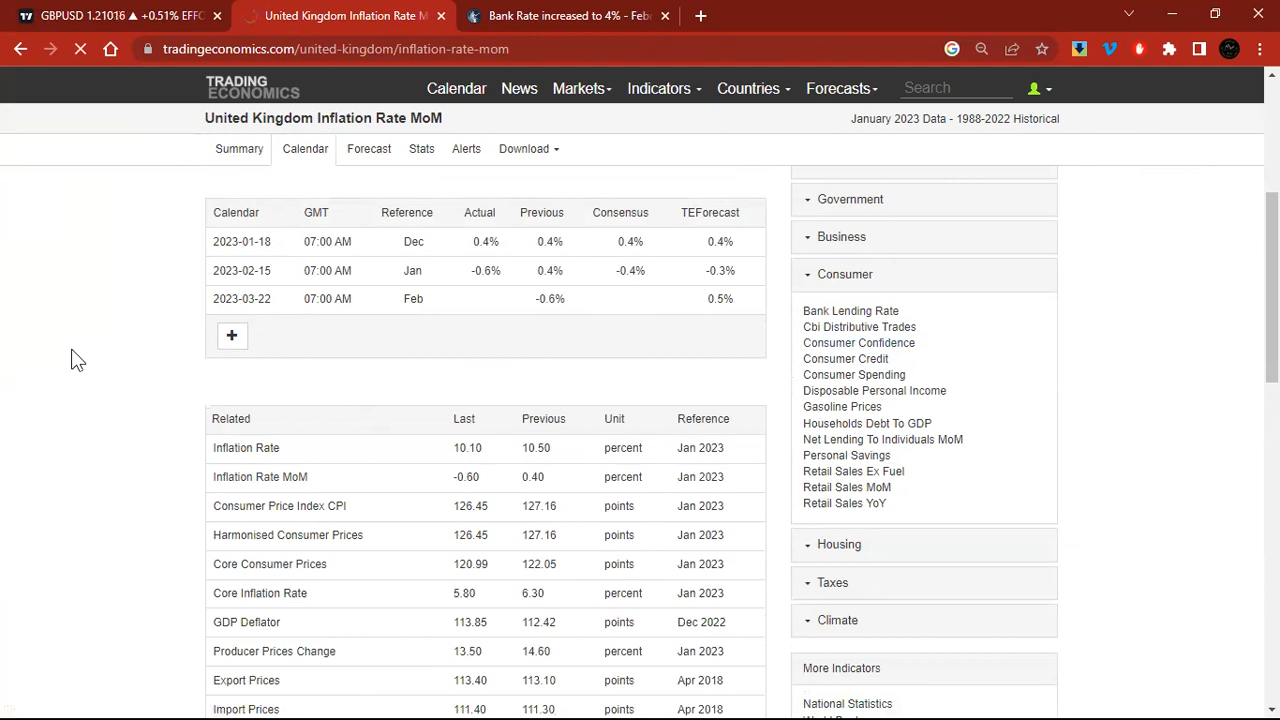 GBPUSD 1.21016 ▲ +0.51% EFFC
United Kingdom Inflation Rate M
Bank Rate increased to 4% - Feb
tradingeconomics.com/united-kingdom/inflation-rate-mom
TRADING
ECONOMICS
Calendar News Markets Indicators Countries Forecasts Search
United Kingdom Inflation Rate MoM
January 2023 Data - 1988-2022 Historical
Summary Calendar Forecast Stats Alerts Download
Calendar GMT Reference Actual Previous Consensus TEForecast
2023-01-18 07:00 AM Dec 0.4% 0.4% 0.4% 0.4%
2023-02-15 07:00 AM Jan -0.6% 0.4% -0.4% -0.3%
2023-03-22 07:00 AM Feb -0.6% 0.5%
+
Related Last Previous Unit Reference
Inflation Rate 10.10 10.50 percent Jan 2023
Inflation Rate MoM -0.60 0.40 percent Jan 2023
Consumer Price Index CPI 126.45 127.16 points Jan 2023
Harmonised Consumer Prices 126.45 127.16 points Jan 2023
Core Consumer Prices 120.99 122.05 points Jan 2023
Core Inflation Rate 5.80 6.30 percent Jan 2023
GDP Deflator 113.85 112.42 points Dec 2022
Producer Prices Change 13.50 14.60 percent Jan 2023
Export Prices 113.40 113.10 points Apr 2018
Import Prices 111.40 111.30 points Apr 2018
Government
Business
Consumer
Bank Lending Rate
Cbi Distributive Trades
Consumer Confidence
Consumer Credit
Consumer Spending
Disposable Personal Income
Gasoline Prices
Households Debt To GDP
Net Lending To Individuals MoM
Personal Savings
Retail Sales Ex Fuel
Retail Sales MoM
Retail Sales YoY
Housing
Taxes
Climate
More Indicators
National Statistics